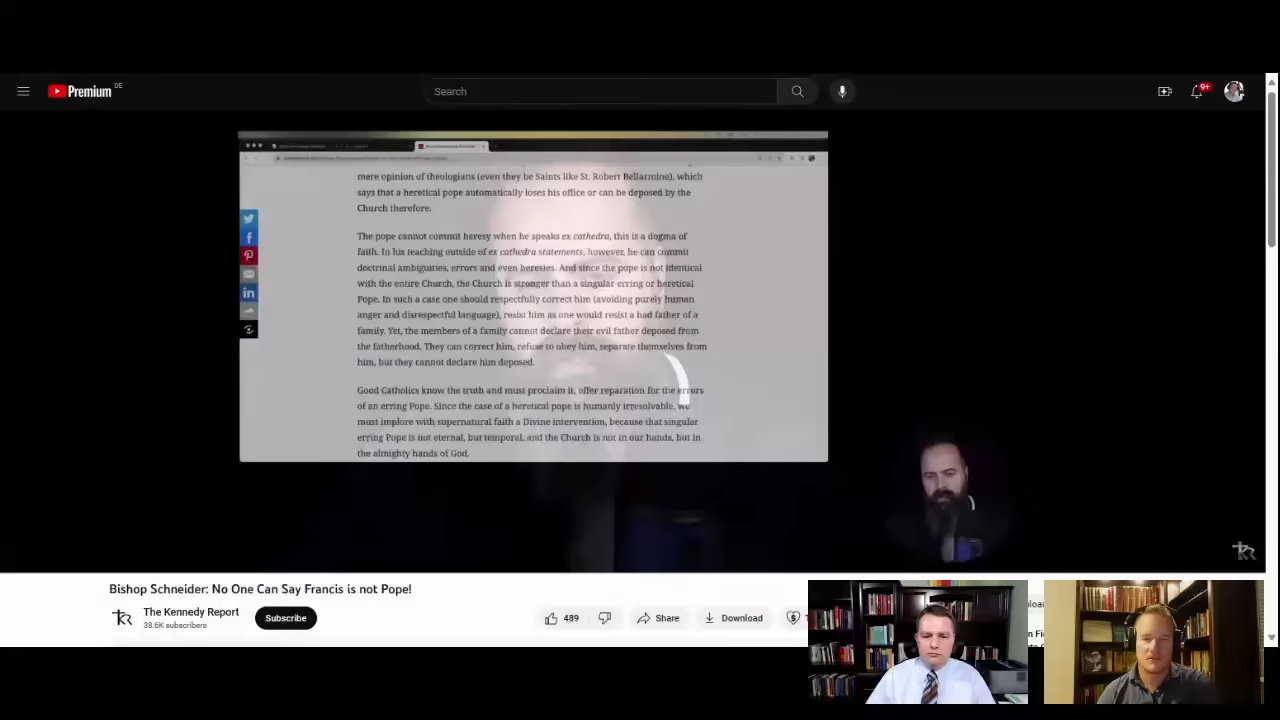 Premium
DE
Search
9+
mere opinion of theologians (even they be Saints like St. Robert Bellarmine), which
says that a heretical pope automatically loses his office or can be deposed by the
Church therefore.
The pope cannot commit heresy when he speaks ex cathedra, this is a dogma of
faith. In his teaching outside of ex cathedra statements, however, he can commit
doctrinal ambiguities, errors and even heresies. And since the pope is not identical
with the entire Church, the Church is stronger than a singular erring or heretical
Pope. In such a case one should respectfully correct him (avoiding purely human
anger and disrespectful language), resist him as one would resist a bad father of a
family. Yet, the members of a family cannot declare their evil father deposed from
the fatherhood. They can correct him, refuse to obey him, separate themselves from
him, but they cannot declare him deposed.
Good Catholics know the truth and must proclaim it, offer reparation for the errors
of an erring Pope. Since the case of a heretical pope is humanly irresolvable, we
must implore with supernatural faith a Divine intervention, because that singular
erring Pope is not eternal, but temporal, and the Church is not in our hands, but in
the almighty hands of God.
Bishop Schneider: No One Can Say Francis is not Pope!
The Kennedy Report
38.6K subscribers
Subscribe
489
Share
Download